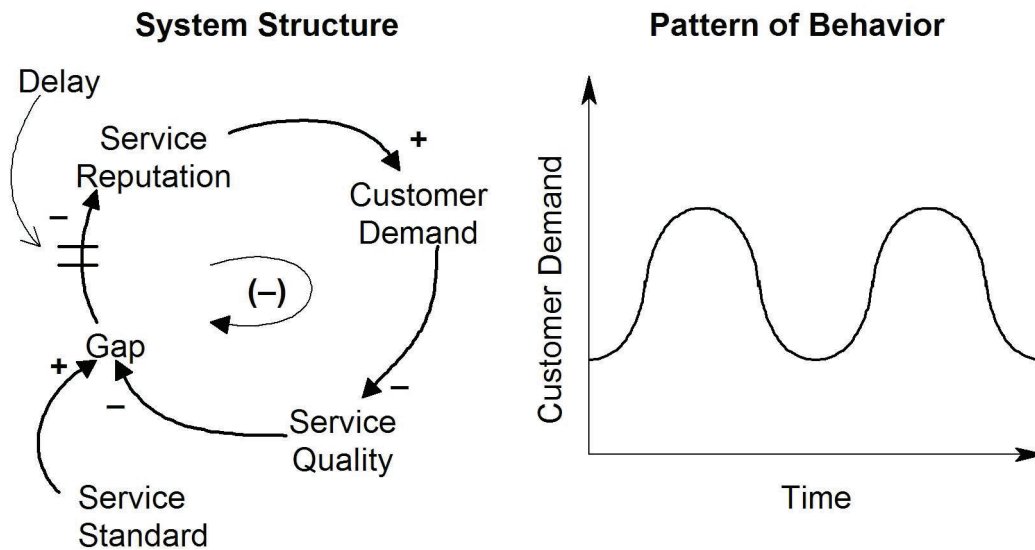 System Structure
Pattern of Behavior
Delay
Service
Reputation
+
Customer
Demand
–
(–)
Gap
+
–
–
Service
Quality
Service
Standard
Customer Demand
Time